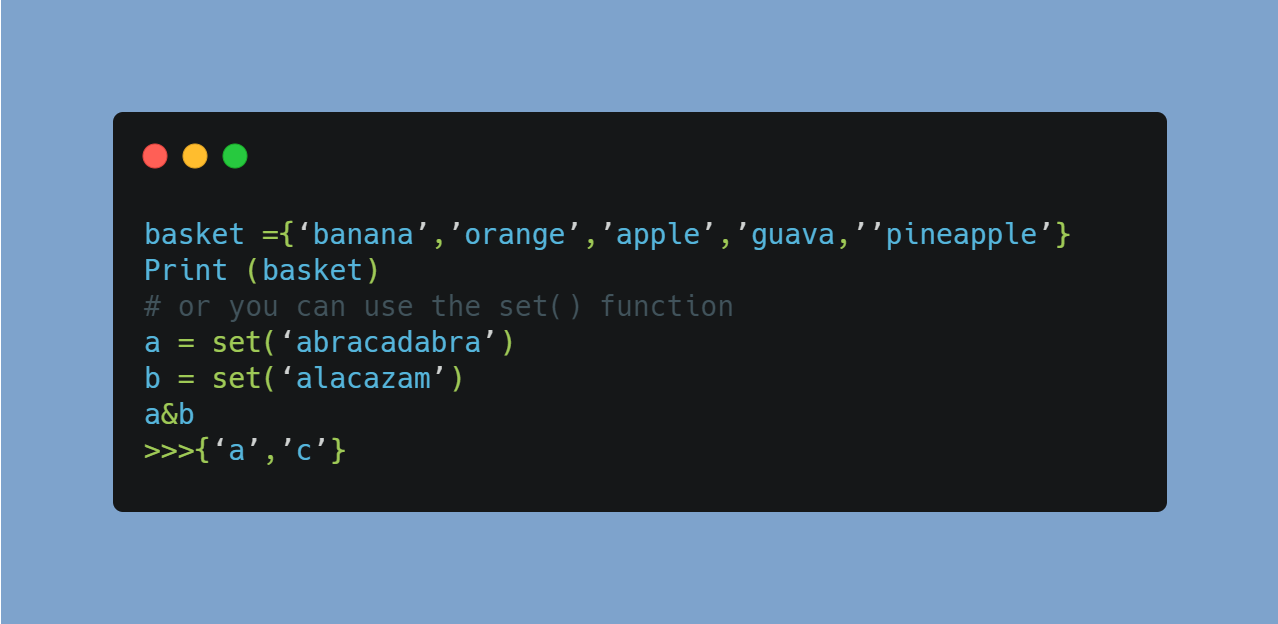 basket ={‘banana’,’orange’,’apple’,’guava,’’pineapple’}
Print (basket)
# or you can use the set() function
a = set(‘abracadabra’)
b = set(‘alacazam’)
a&b
>>>{‘a’,’c’}